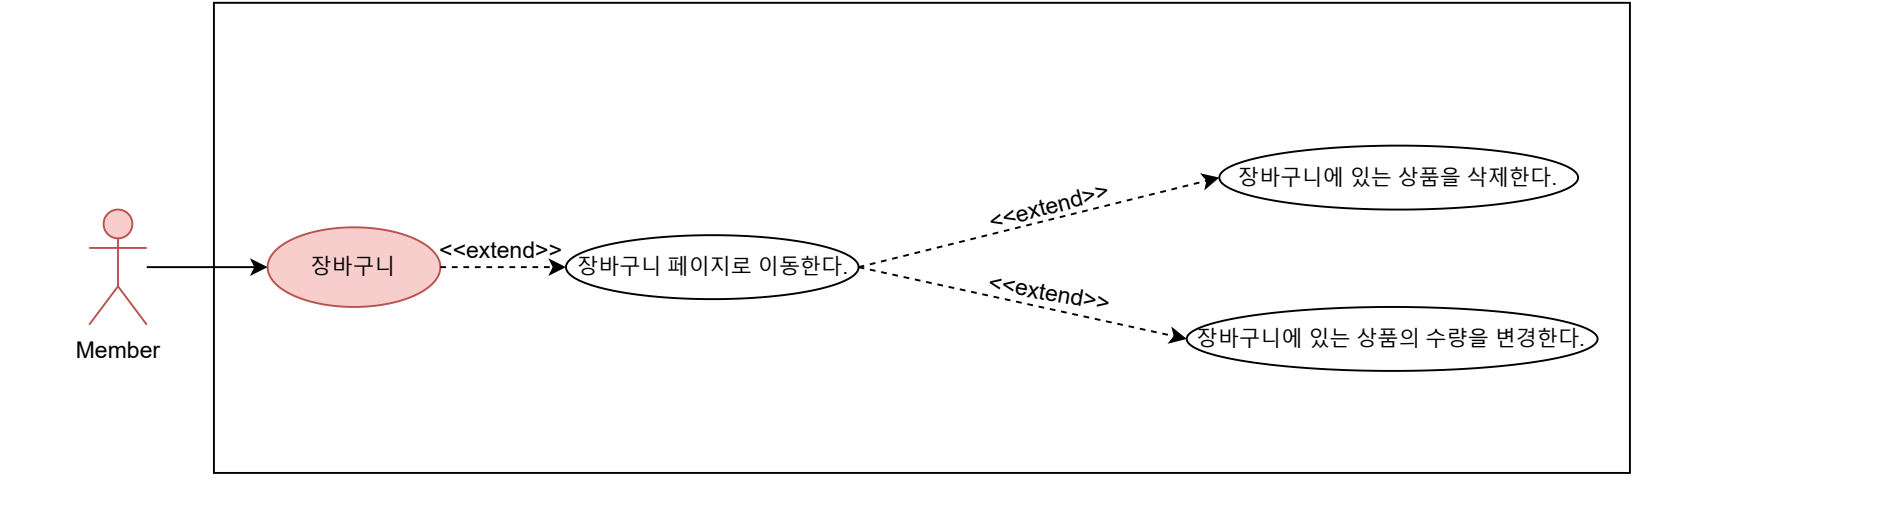 Member
장바구니
<<extend>>
장바구니 페이지로 이동한다.
<<extend>>
장바구니에 있는 상품을 삭제한다.
<<extend>>
장바구니에 있는 상품의 수량을 변경한다.